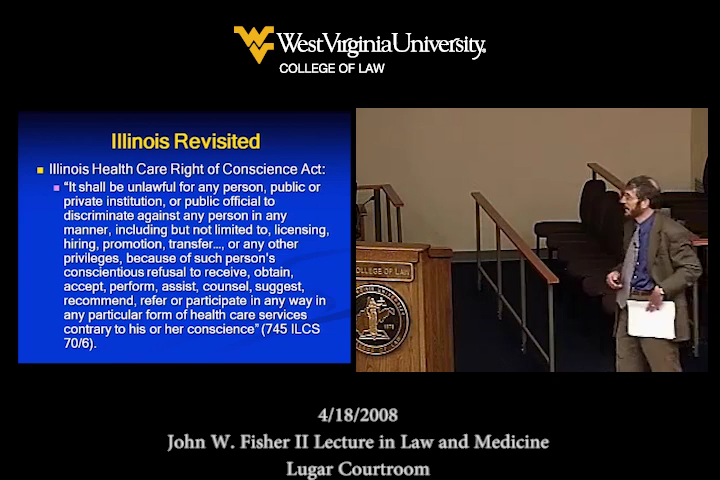 West Virginia University.
COLLEGE OF LAW
Illinois Revisited
Illinois Health Care Right of Conscience Act:
“It shall be unlawful for any person, public or
private institution, or public official to
discriminate against any person in any
manner, including but not limited to, licensing,
hiring, promotion, transfer..., or any other
privileges, because of such person's
conscientious refusal to receive, obtain,
accept, perform, assist, counsel, suggest,
recommend, refer or participate in any way in
any particular form of health care services
contrary to his or her conscience” (745 ILCS
70/6).
COLLEGE OF LAW
1871
4/18/2008
John W. Fisher II Lecture in Law and Medicine
Lugar Courtroom